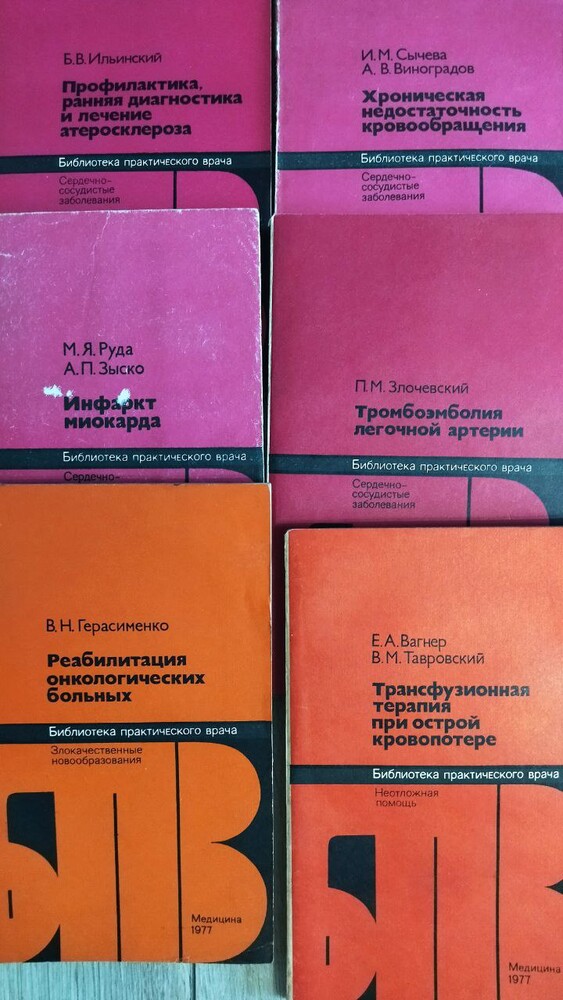 Б.В. Ильинский
Профилактика,
ранняя диагностика
и лечение
атеросклероза
Библиотека практического врача
Сердечно-
сосудистые
заболевания
И.М. Сычева
А. В. Виноградов
Хроническая
недостаточность
кровообращения
Библиотека практического врача
Сердечно-
сосудистые
заболевания
М.Я. Руда
А.П. Зыско
Инфаркт
миокарда
Библиотека практического врача
Сердечно-
П.М. Злочевский
Тромбоэмболия
легочной артерии
Библиотека практического врача
Сердечно-
сосудистые
заболевания
В.Н. Герасименко
Реабилитация
онкологических
больных
Библиотека практического врача
Злокачественные
новообразования
БПВ
Медицина
1977
Е.А. Вагнер
В.М. Тавровский
Трансфузионная
терапия
при острой
кровопотере
Библиотека практического врача
Неотложная
помощь
БПВ
Медицина
1977